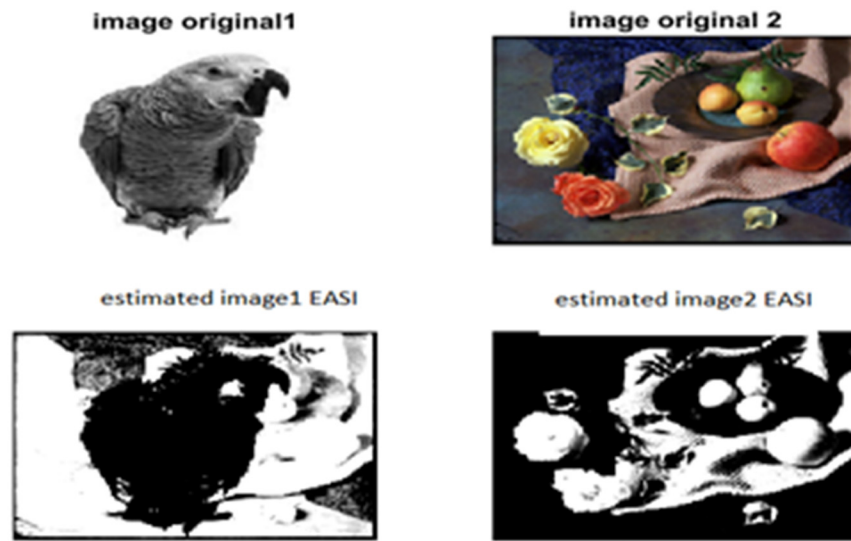 image original1
image original 2
estimated image1 EASI
estimated image2 EASI